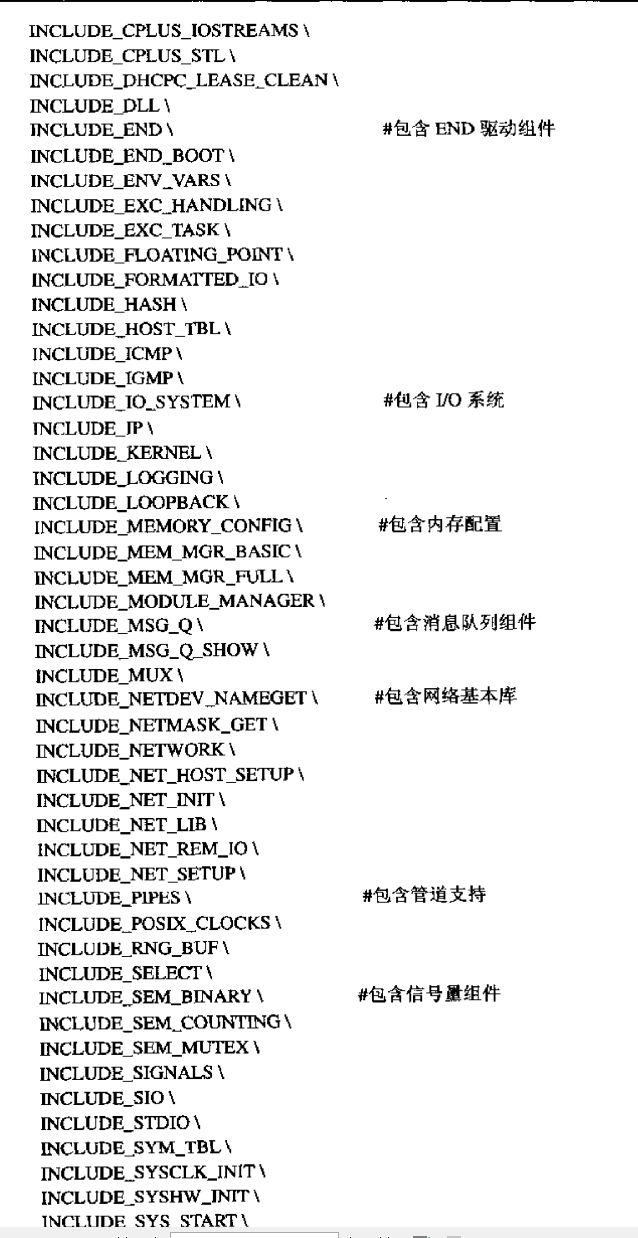 INCLUDE_CPLUS_IOSTREAMS \
INCLUDE_CPLUS_STL \
INCLUDE_DHCPC_LEASE_CLEAN \
INCLUDE_DLL \
INCLUDE_END \ #包含 END 驱动组件
INCLUDE_END_BOOT \
INCLUDE_ENV_VARS \
INCLUDE_EXC_HANDLING \
INCLUDE_EXC_TASK \
INCLUDE_FLOATING_POINT \
INCLUDE_FORMATTED_IO \
INCLUDE_HASH \
INCLUDE_HOST_TBL \
INCLUDE_ICMP \
INCLUDE_IGMP \
INCLUDE_IO_SYSTEM \ #包含 I/O 系统
INCLUDE_IP \
INCLUDE_KERNEL \
INCLUDE_LOGGING \
INCLUDE_LOOPBACK \
INCLUDE_MEMORY_CONFIG \ #包含内存配置
INCLUDE_MEM_MGR_BASIC \
INCLUDE_MEM_MGR_FULL \
INCLUDE_MODULE_MANAGER \
INCLUDE_MSG_Q \ #包含消息队列组件
INCLUDE_MSG_Q_SHOW \
INCLUDE_MUX \
INCLUDE_NETDEV_NAMEGET \ #包含网络基本库
INCLUDE_NETMASK_GET \
INCLUDE_NETWORK \
INCLUDE_NET_HOST_SETUP \
INCLUDE_NET_INIT \
INCLUDE_NET_LIB \
INCLUDE_NET_REM_IO \
INCLUDE_NET_SETUP \
INCLUDE_PIPES \ #包含管道支持
INCLUDE_POSIX_CLOCKS \
INCLUDE_RNG_BUF \
INCLUDE_SELECT \
INCLUDE_SEM_BINARY \ #包含信号量组件
INCLUDE_SEM_COUNTING \
INCLUDE_SEM_MUTEX \
INCLUDE_SIGNALS \
INCLUDE_SIO \
INCLUDE_STDIO \
INCLUDE_SYM_TBL \
INCLUDE_SYSCLK_INIT \
INCLUDE_SYSHW_INIT \
INCLUDE_SYS_START \